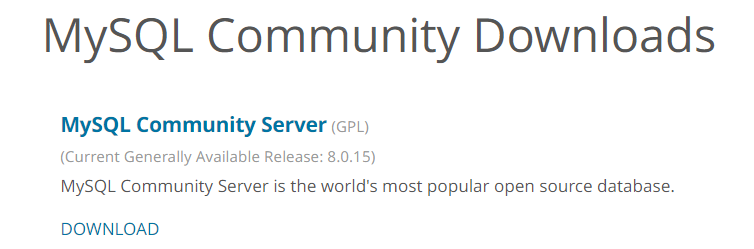 MySQL Community Downloads
MySQL Community Server (GPL)
(Current Generally Available Release: 8.0.15)
MySQL Community Server is the world's most popular open source database.
DOWNLOAD